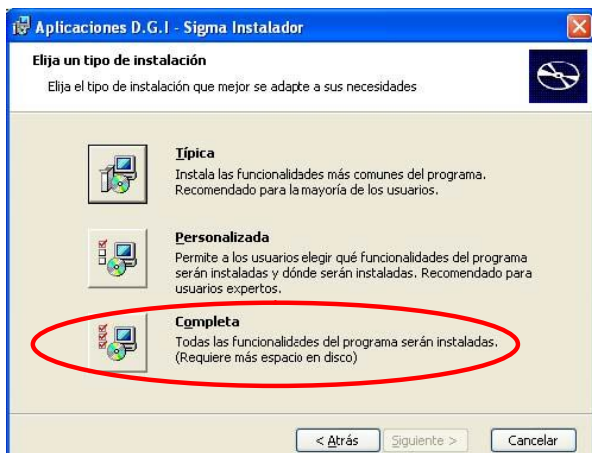 Aplicaciones D.G.I - Sigma Instalador
Elija un tipo de instalación
Elija el tipo de instalación que mejor se adapte a sus necesidades
Típica
Instala las funcionalidades más comunes del programa.
Recomendado para la mayoría de los usuarios.
Personalizada
Permite a los usuarios elegir qué funcionalidades del programa
serán instaladas y dónde serán instaladas. Recomendado para
usuarios expertos.
Completa
Todas las funcionalidades del programa serán instaladas.
(Requiere más espacio en disco)
< Atrás Siguiente > Cancelar